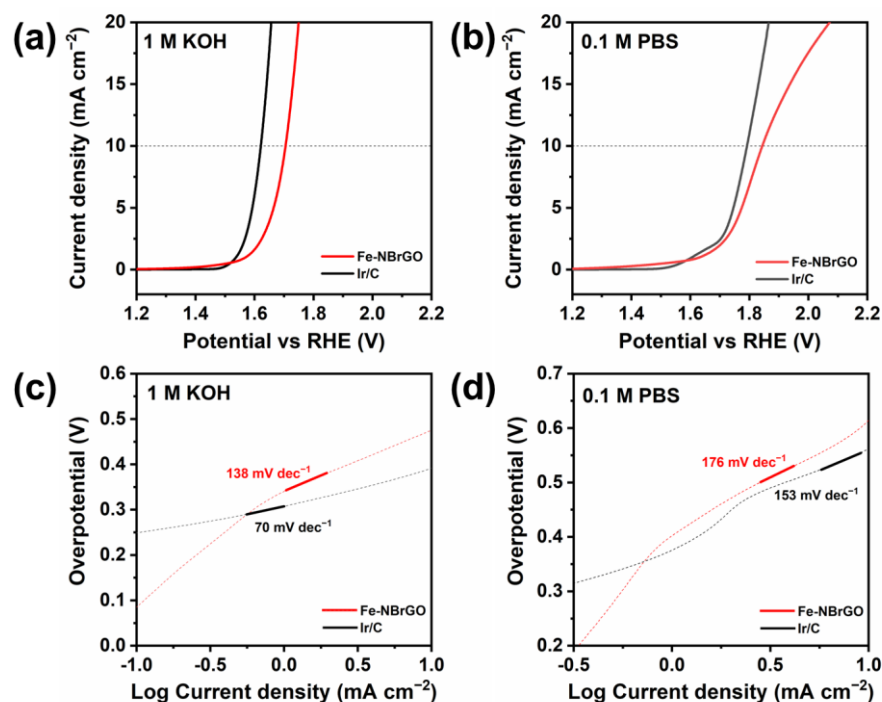 (a)
1 M KOH
Current density (mA cm⁻²)
20
15
10
5
0
Fe-NBrGO
Ir/C
1.2 1.4 1.6 1.8 2.0 2.2
Potential vs RHE (V)
(b)
0.1 M PBS
Current density (mA cm⁻²)
20
15
10
5
0
Fe-NBrGO
Ir/C
1.2 1.4 1.6 1.8 2.0 2.2
Potential vs RHE (V)
(c)
1 M KOH
Overpotential (V)
0.6
0.5
0.4
0.3
0.2
0.1
0.0
138 mV dec⁻¹
70 mV dec⁻¹
Fe-NBrGO
Ir/C
-1.0 -0.5 0.0 0.5 1.0
Log Current density (mA cm⁻²)
(d)
0.1 M PBS
Overpotential (V)
0.7
0.6
0.5
0.4
0.3
0.2
176 mV dec⁻¹
153 mV dec⁻¹
Fe-NBrGO
Ir/C
-0.5 0.0 0.5 1.0
Log Current density (mA cm⁻²)